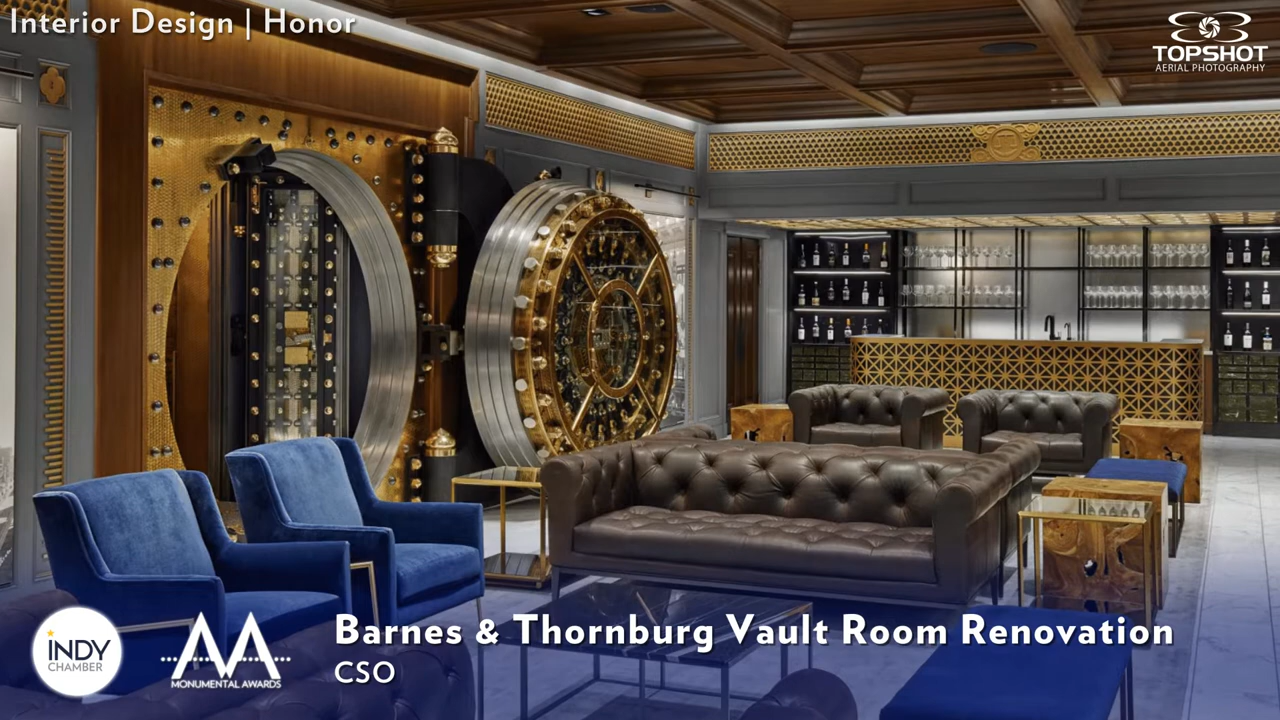 Interior Design | Honor
TOPSHOT
AERIAL PHOTOGRAPHY
Barnes & Thornburg Vault Room Renovation
CSO
iNDY
CHAMBER
MONUMENTAL AWARDS